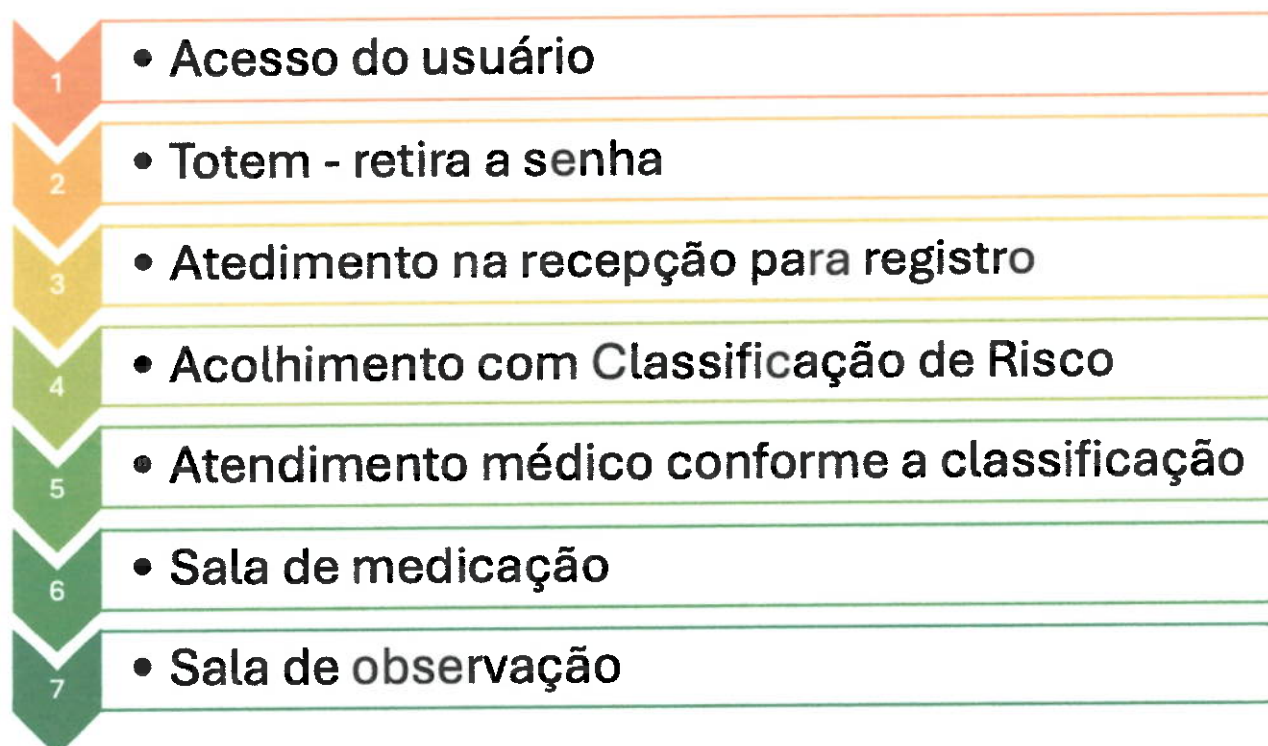 1
• Acesso do usuário
2
• Totem - retira a senha
3
• Atedimento na recepção para registro
4
• Acolhimento com Classificação de Risco
5
• Atendimento médico conforme a classificação
6
• Sala de medicação
7
• Sala de observação